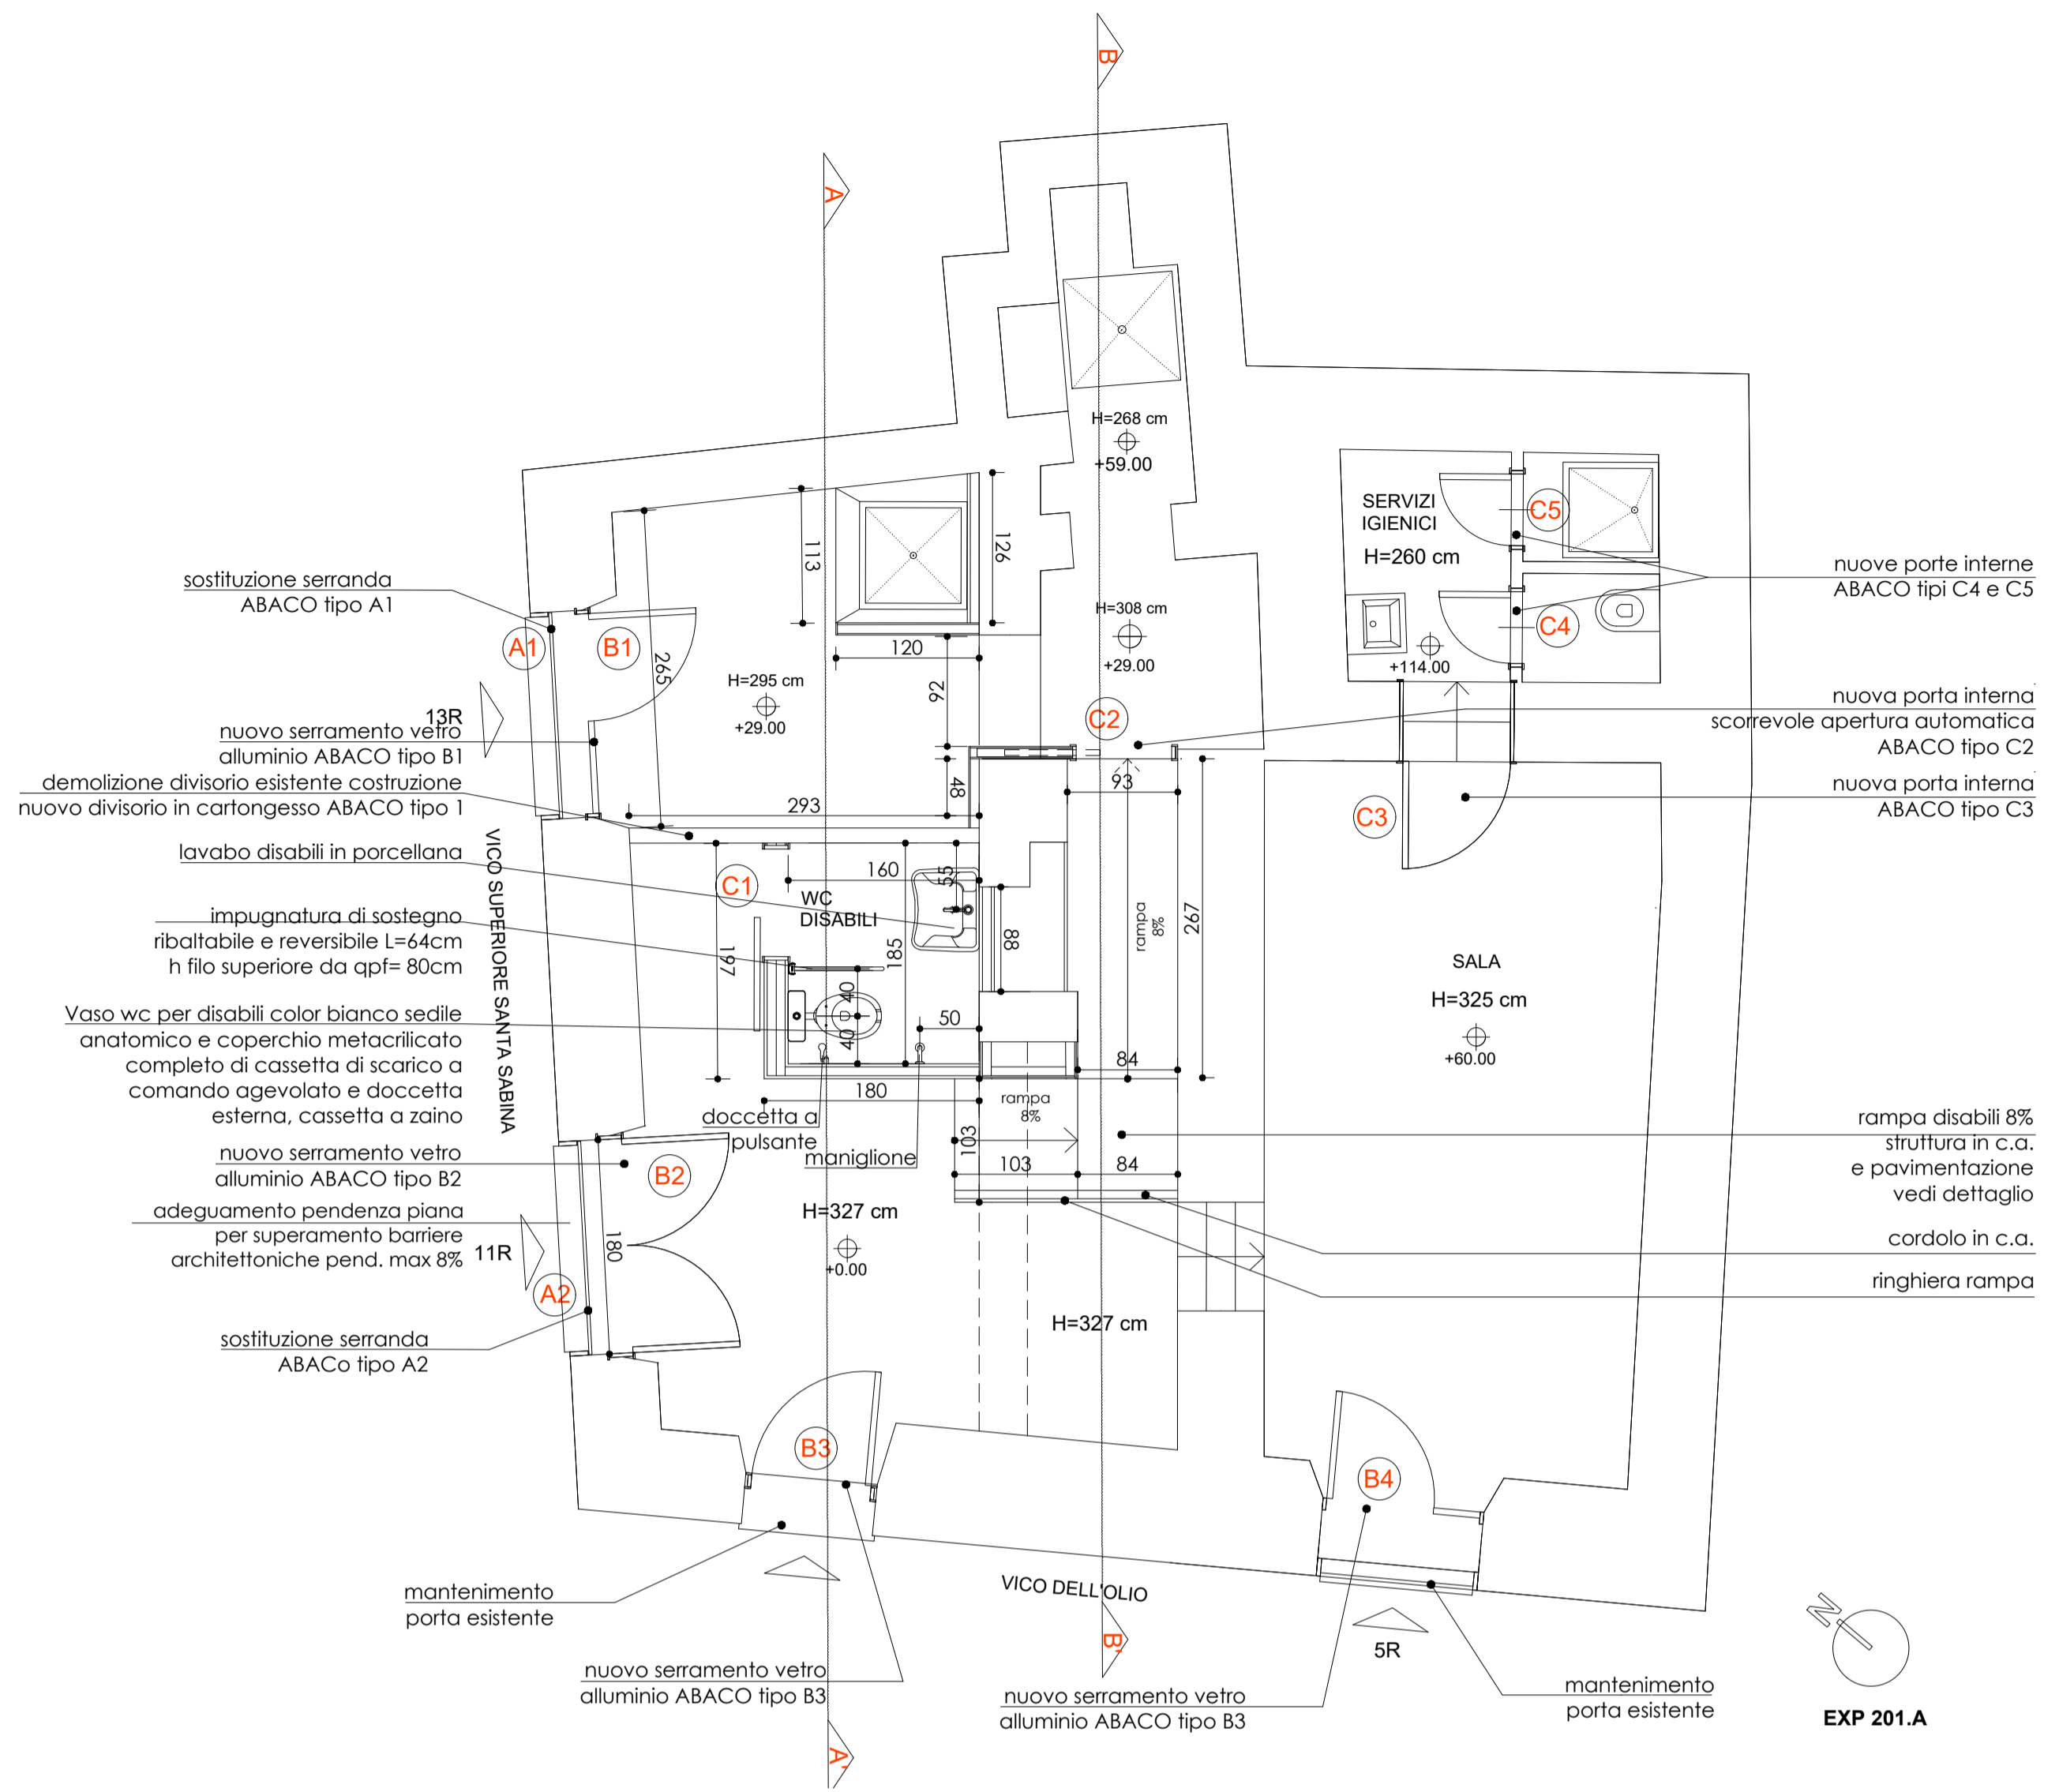 B
A
H=268 cm
+59.00
SERVIZI
IGIENICI
H=260 cm
C5
C4
+114.00
113
126
H=308 cm
+29.00
nuove porte interne
ABACO tipi C4 e C5
sostituzione serranda
ABACO tipo A1
A1
B1
265
120
92
H=295 cm
+29.00
13R
C2
nuova porta interna
scorrevole apertura automatica
ABACO tipo C2
nuova porta interna
ABACO tipo C3
C3
nuovo serramento vetro
alluminio ABACO tipo B1
demolizione divisorio esistente costruzione
nuovo divisorio in cartongesso ABACO tipo 1
293
48
93
lavabo disabili in porcellana
VICO SUPERIORE SANTA SABINA
C1
160
55
WC
DISABILI
88
rampa
8%
267
impugnatura di sostegno
ribaltabile e reversibile L=64cm
h filo superiore da qpf= 80cm
197
185
SALA
H=325 cm
+60.00
Vaso wc per disabili color bianco sedile
anatomico e coperchio metacrilicato
completo di cassetta di scarico a
comando agevolato e doccetta
esterna, cassetta a zaino
40
40
50
84
180
rampa
8%
doccetta a
pulsante
maniglione
103
103
84
rampa disabili 8%
struttura in c.a.
e pavimentazione
vedi dettaglio
nuovo serramento vetro
alluminio ABACO tipo B2
B2
adeguamento pendenza piana
per superamento barriere
architettoniche pend. max 8%
11R
180
A2
H=327 cm
+0.00
H=327 cm
cordolo in c.a.
ringhiera rampa
sostituzione serranda
ABACo tipo A2
B3
B4
mantenimento
porta esistente
VICO DELL'OLIO
B'
5R
N
nuovo serramento vetro
alluminio ABACO tipo B3
nuovo serramento vetro
alluminio ABACO tipo B3
mantenimento
porta esistente
EXP 201.A
A'